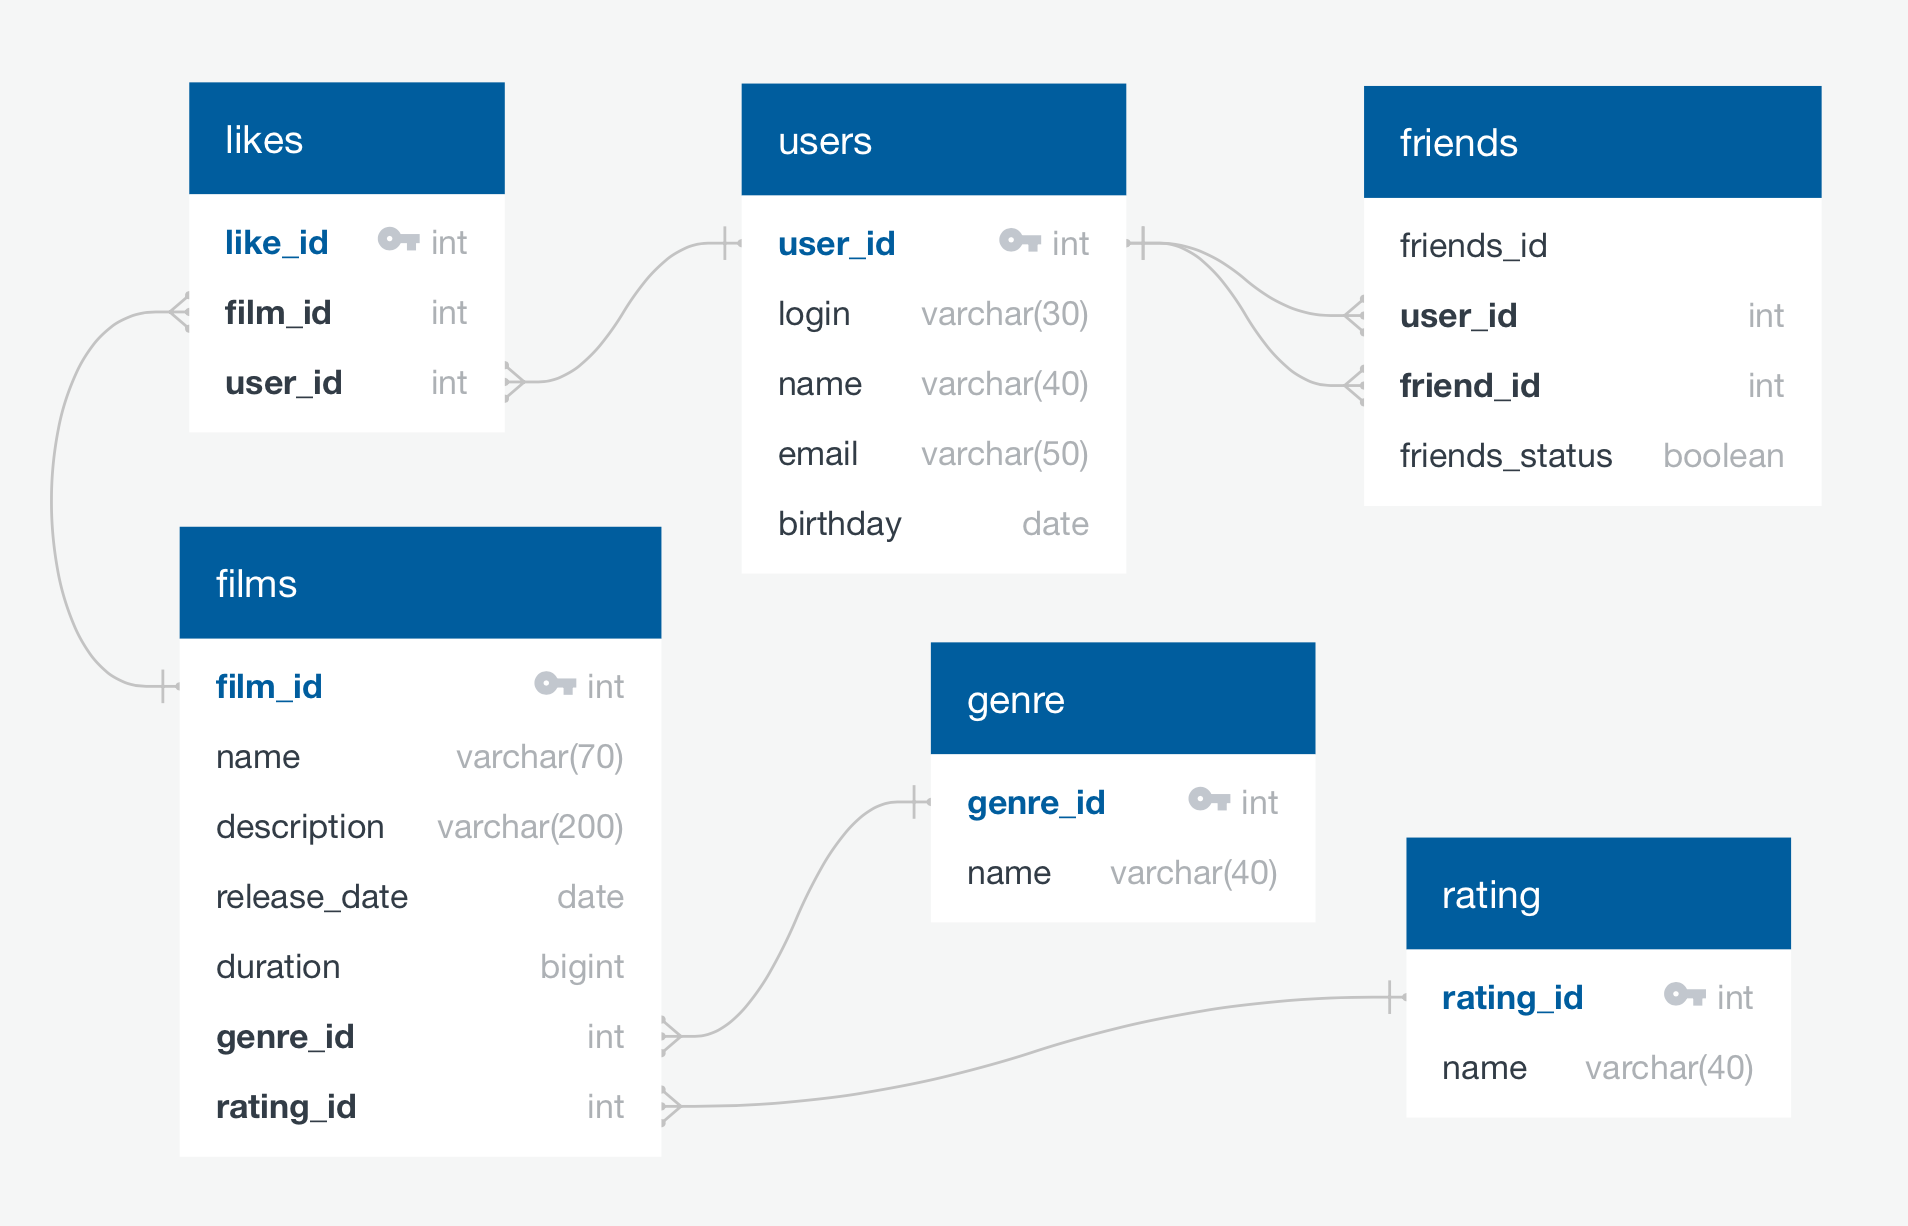 likes
like_id int
film_id int
user_id int
users
user_id int
login varchar(30)
name varchar(40)
email varchar(50)
birthday date
friends
friends_id
user_id int
friend_id int
friends_status boolean
films
film_id int
name varchar(70)
description varchar(200)
release_date date
duration bigint
genre_id int
rating_id int
genre
genre_id int
name varchar(40)
rating
rating_id int
name varchar(40)